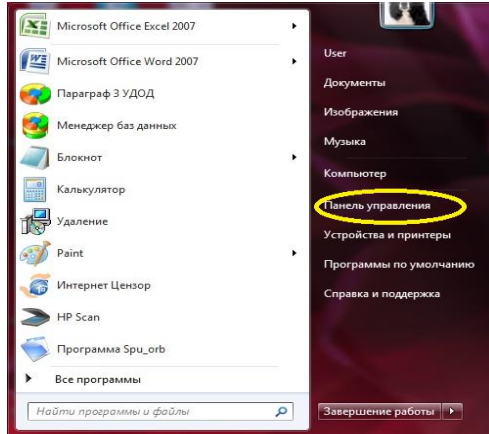 Microsoft Office Excel 2007
Microsoft Office Word 2007
Параграф 3 УДОД
Менеджер баз данных
Блокнот
Калькулятор
Удаление
Paint
Интернет Цензор
HP Scan
Программа Spu_orb
Все программы
Найти программы и файлы
User
Документы
Изображения
Музыка
Компьютер
Панель управления
Устройства и принтеры
Программы по умолчанию
Справка и поддержка
Завершение работы